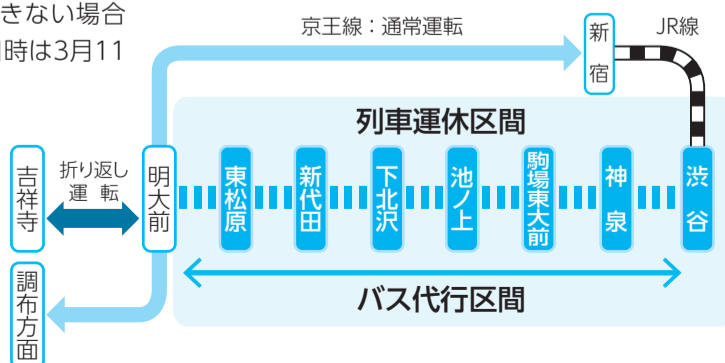 きない場合
時は3月11
京王線：通常運転
新宿
JR線
列車運休区間
吉祥寺
折り返し
運転
明大前
東松原
新代田
下北沢
池ノ上
駒場東大前
神泉
渋谷
バス代行区間
調布方面